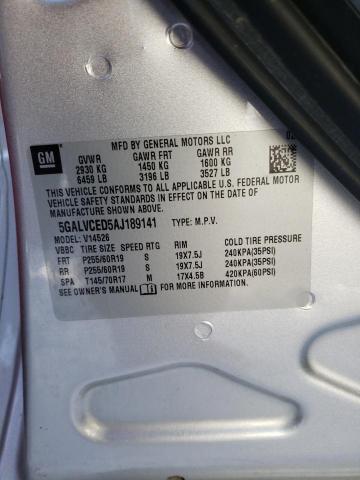 GM
MFD BY GENERAL MOTORS LLC
GVWR GAWR FRT GAWR RR
2930 KG 1450 KG 1600 KG
6459 LB 3196 LB 3527 LB
THIS VEHICLE CONFORMS TO ALL APPLICABLE U.S. FEDERAL MOTOR
VEHICLE SAFETY STANDARDS IN EFFECT ON THE DATE OF
MANUFACTURE SHOWN ABOVE.
5GALVCED5AJ189141 TYPE: M.P.V.
MODEL: V14526
VBBC TIRE SIZE SPEED RTG RIM COLD TIRE PRESSURE
FRT P255/60R19 S 19X7.5J 240KPA(35PSI)
RR P255/60R19 S 19X7.5J 240KPA(35PSI)
SPA T145/70R17 M 17X4.5B 420KPA(60PSI)
SEE OWNER'S MANUAL FOR MORE INFORMATION.